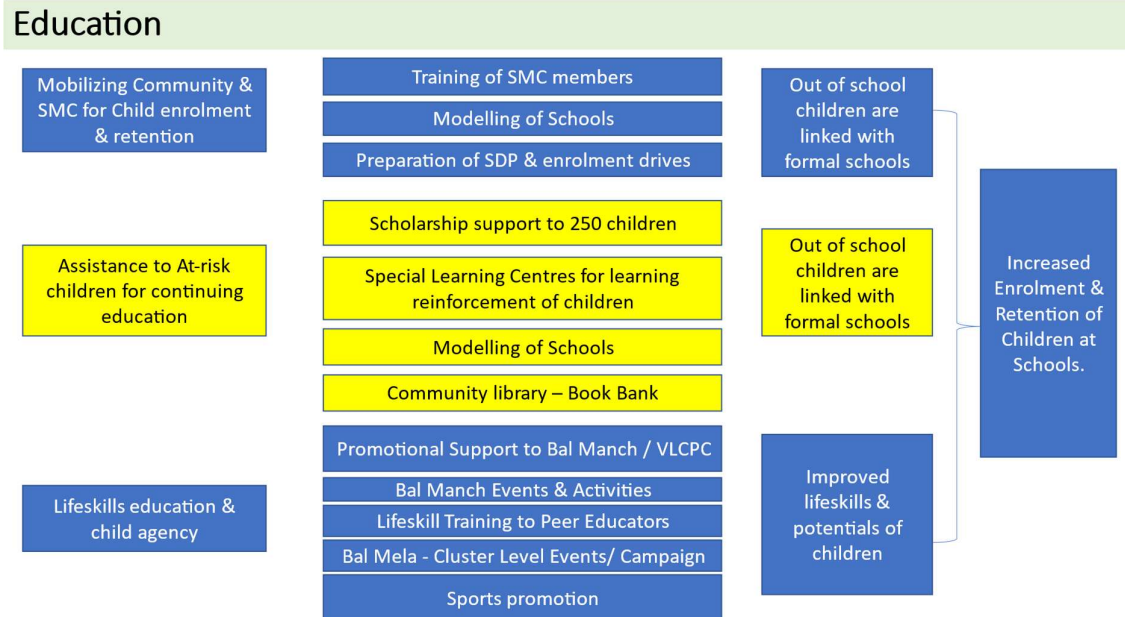 Education
Mobilizing Community &
SMC for Child enrolment
& retention
Training of SMC members
Modelling of Schools
Preparation of SDP & enrolment drives
Out of school
children are
linked with
formal schools
Assistance to At-risk
children for continuing
education
Scholarship support to 250 children
Special Learning Centres for learning
reinforcement of children
Modelling of Schools
Community library – Book Bank
Out of school
children are
linked with
formal schools
Lifeskills education &
child agency
Promotional Support to Bal Manch / VLCPC
Bal Manch Events & Activities
Lifeskill Training to Peer Educators
Bal Mela - Cluster Level Events/ Campaign
Sports promotion
Improved
lifeskills &
potentials of
children
Increased
Enrolment &
Retention of
Children at
Schools.